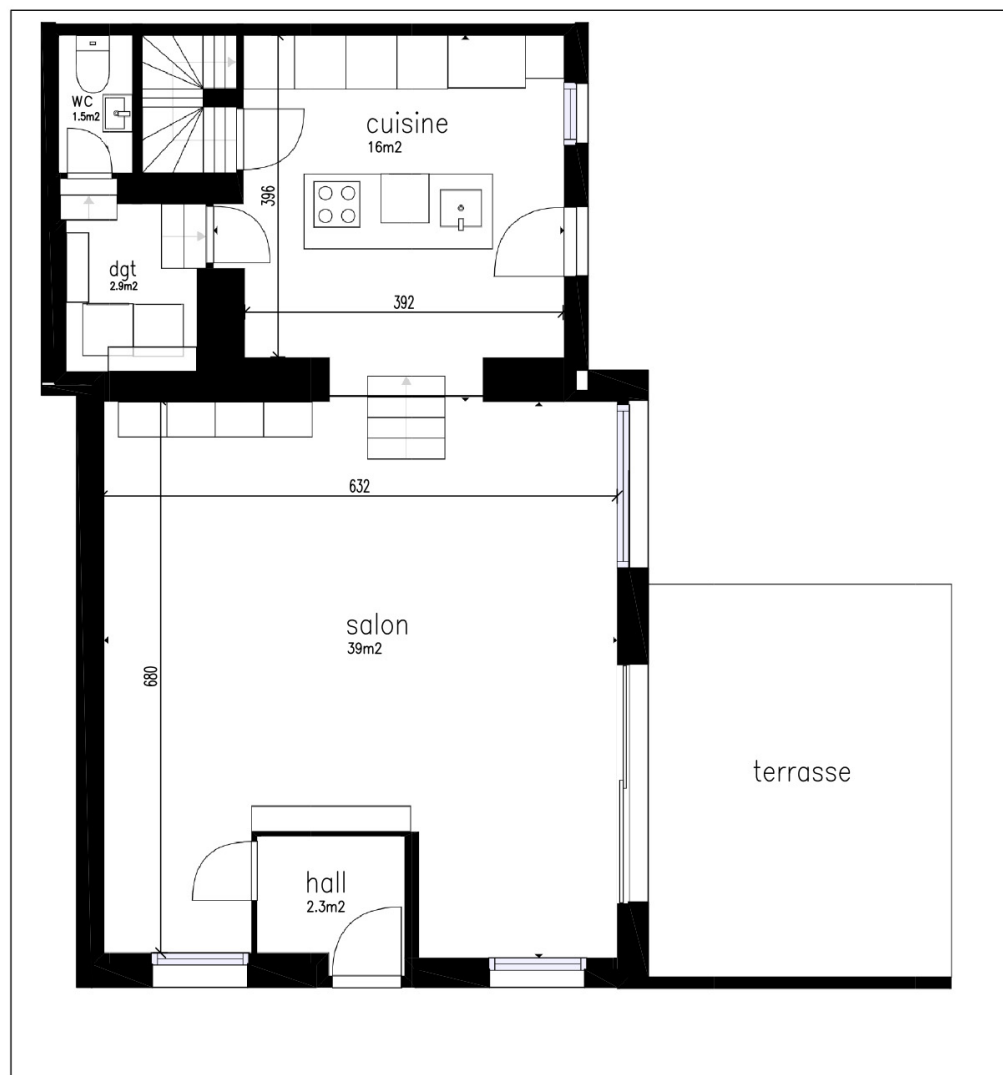 WC
1.5m2
cuisine
16m2
396
dgt
2.9m2
392
632
salon
39m2
680
terrasse
hall
2.3m2